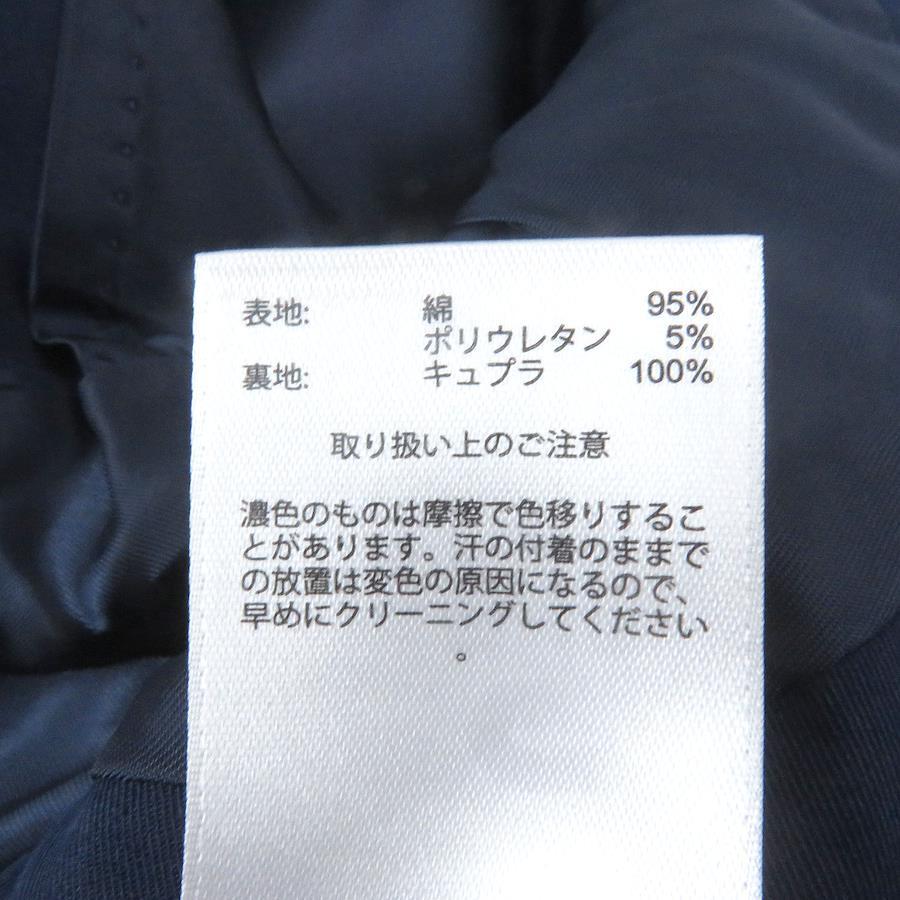 表地: 綿 95%
ポリウレタン 5%
裏地: キュプラ 100%
取り扱い上のご注意
濃色のものは摩擦で色移りするこ
とがあります。汗の付着のままで
の放置は変色の原因になるので、
早めにクリーニングしてください
。